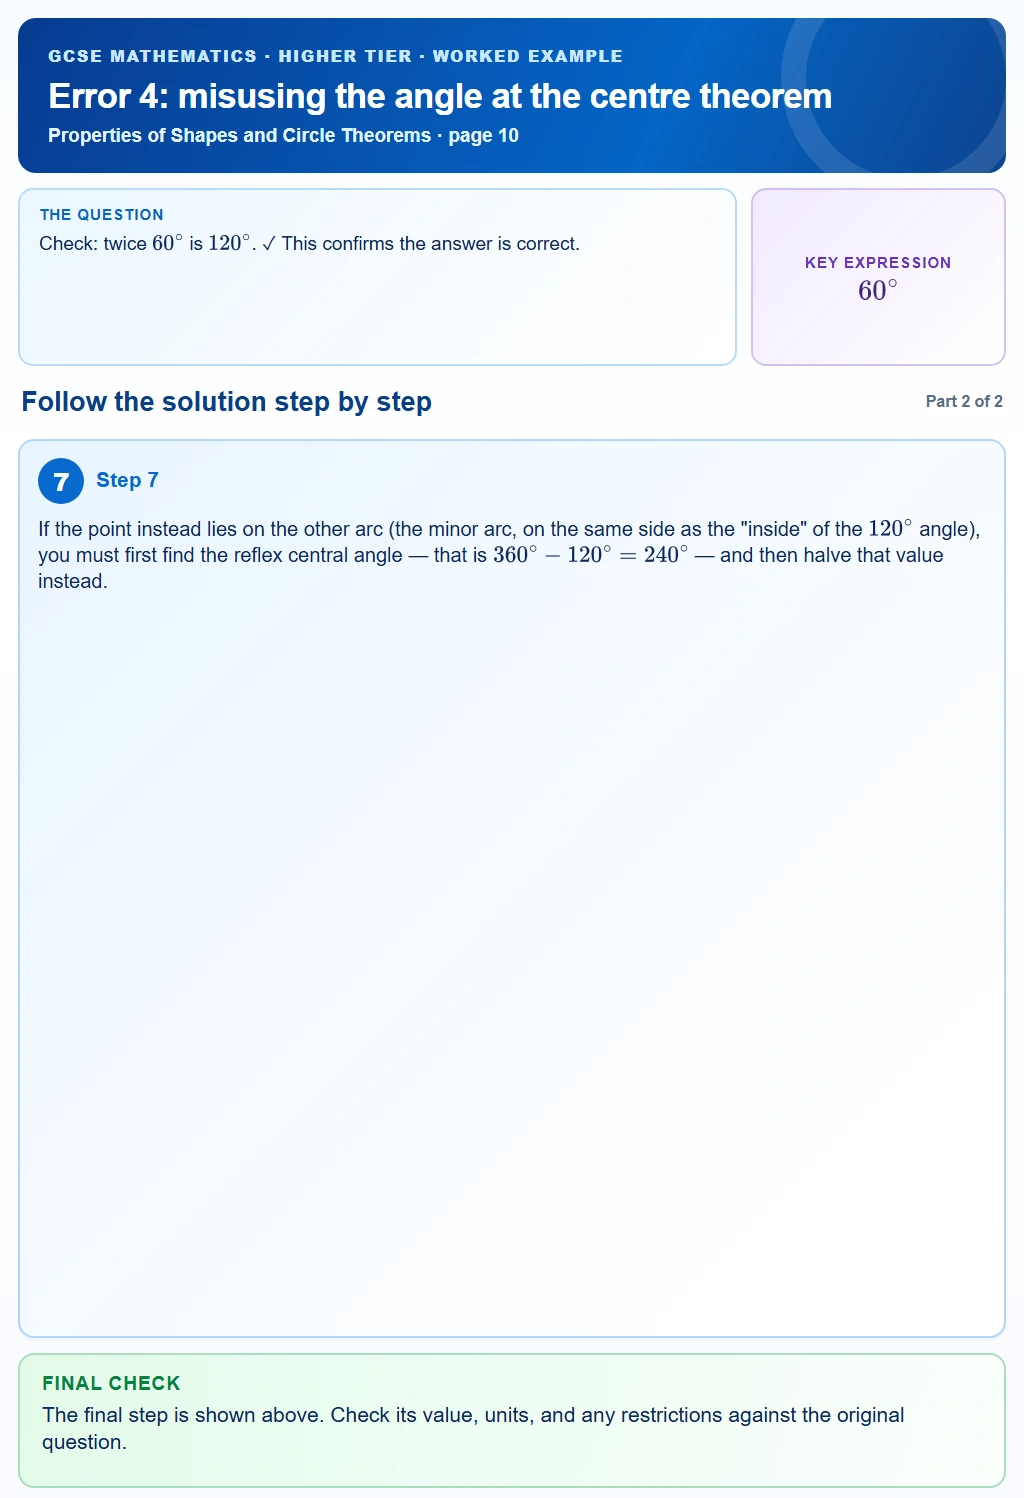 GCSE MATHEMATICS · HIGHER TIER · WORKED EXAMPLE
Error 4: misusing the angle at the centre theorem
Properties of Shapes and Circle Theorems · page 10
THE QUESTION
Check: twice 60° is 120°. ✓ This confirms the answer is correct.
KEY EXPRESSION
60°
Follow the solution step by step
Part 2 of 2
7
Step 7
If the point instead lies on the other arc (the minor arc, on the same side as the "inside" of the 120° angle),
you must first find the reflex central angle — that is 360° − 120° = 240° — and then halve that value
instead.
FINAL CHECK
The final step is shown above. Check its value, units, and any restrictions against the original
question.